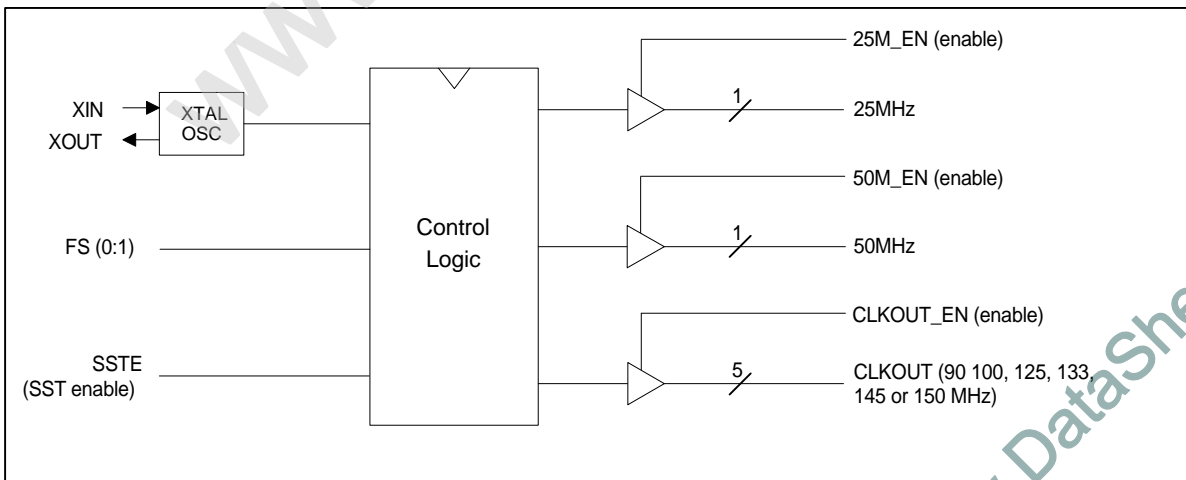 25M_EN (enable)
XIN
XOUT
XTAL
OSC
1
25MHz
50M_EN (enable)
FS (0:1)
Control
Logic
1
50MHz
CLKOUT_EN (enable)
SSTE
(SST enable)
5
CLKOUT (90 100, 125, 133,
145 or 150 MHz)